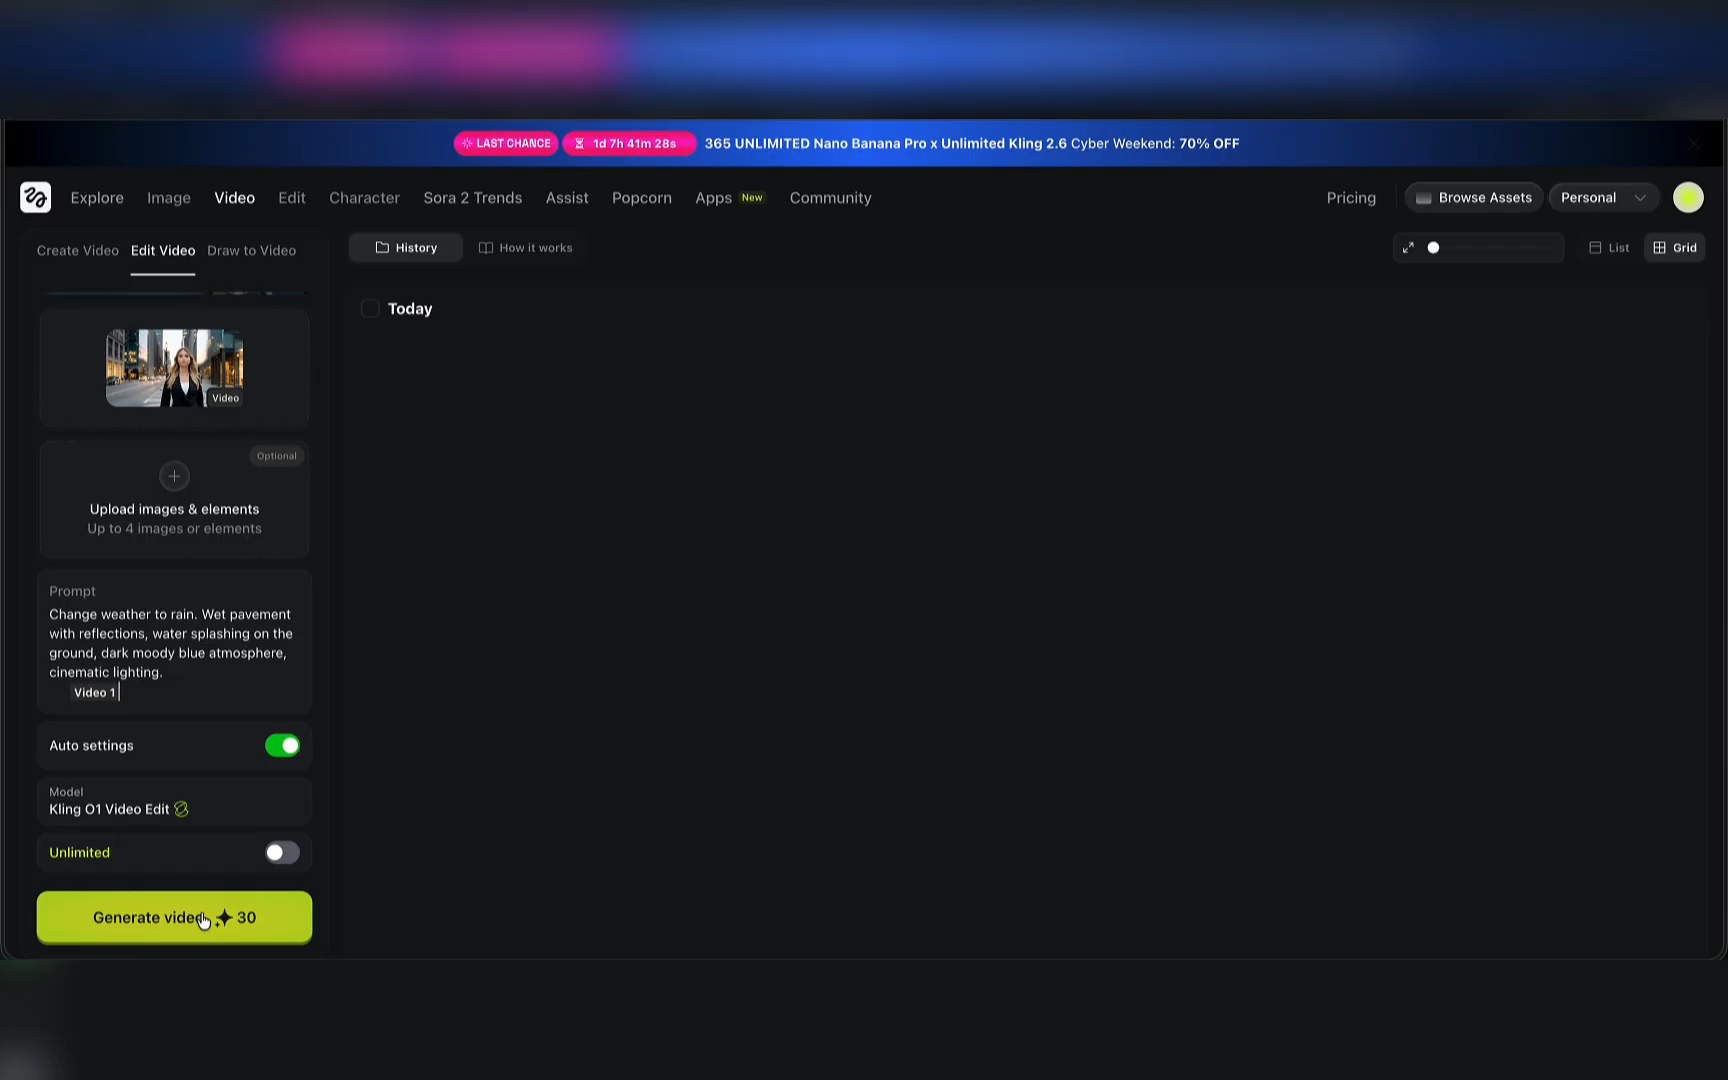 LAST CHANCE 1d 7h 41m 28s 365 UNLIMITED Nano Banana Pro x Unlimited Kling 2.6 Cyber Weekend: 70% OFF
Explore Image Video Edit Character Sora 2 Trends Assist Popcorn Apps New Community Pricing Browse Assets Personal
Create Video Edit Video Draw to Video
History How it works List Grid
Today
Video
Optional
Upload images & elements
Up to 4 images or elements
Prompt
Change weather to rain. Wet pavement
with reflections, water splashing on the
ground, dark moody blue atmosphere,
cinematic lighting.
Video 1
Auto settings
Model
Kling O1 Video Edit
Unlimited
Generate video 30